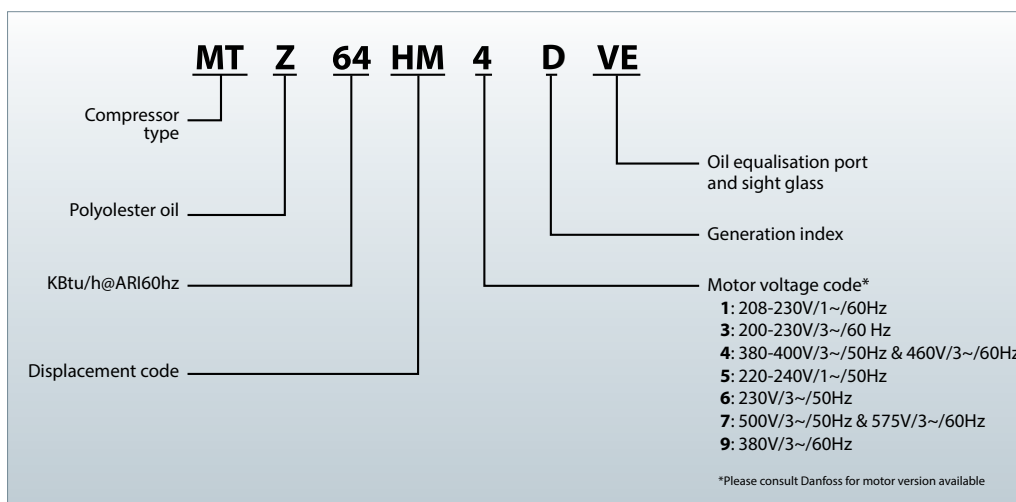 MT Z 64 HM 4 D VE
Compressor
type
Polyolester oil
KBtu/h@ARI60hz
Displacement code
Oil equalisation port
and sight glass
Generation index
Motor voltage code*
1: 208-230V/1~/60Hz
3: 200-230V/3~/60 Hz
4: 380-400V/3~/50Hz & 460V/3~/60Hz
5: 220-240V/1~/50Hz
6: 230V/3~/50Hz
7: 500V/3~/50Hz & 575V/3~/60Hz
9: 380V/3~/60Hz
*Please consult Danfoss for motor version available